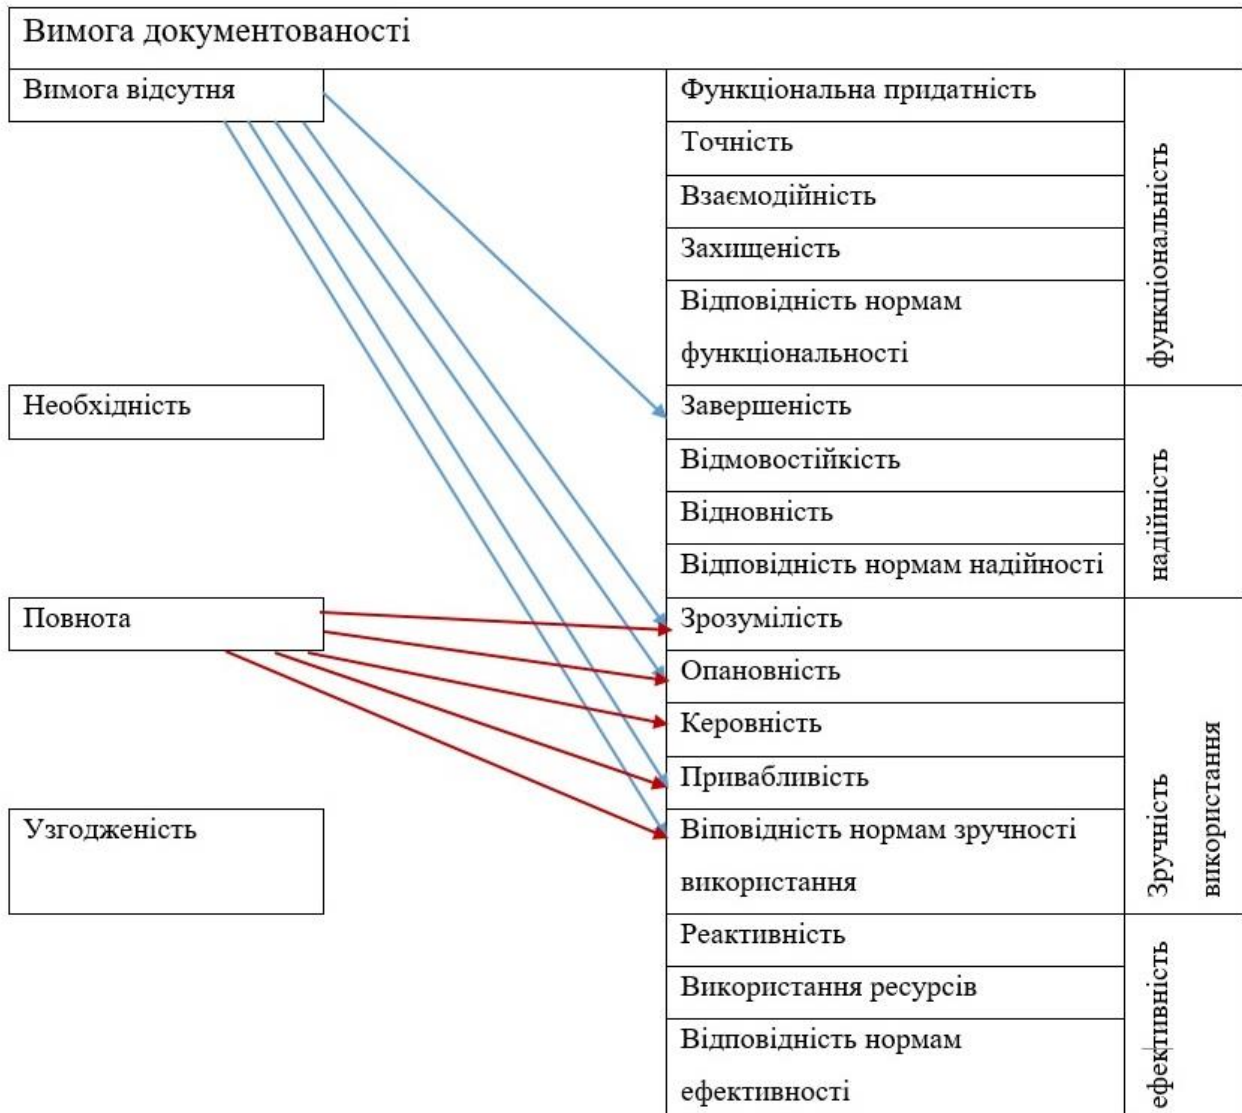 Вимога документованості
Вимога відсутня
Функціональна придатність
Точність
Взаємодійність
Захищеність
Відповідність нормам
функціональності
функціональність
Необхідність
Завершеність
Відмовостійкість
Відновність
Відповідність нормам надійності
надійність
Повнота
Зрозумілість
Опановність
Керовність
Привабливість
Узгодженість
Віповідність нормам зручності
використання
Зручність
використання
Реактивність
Використання ресурсів
Відповідність нормам
ефективності
ефективність